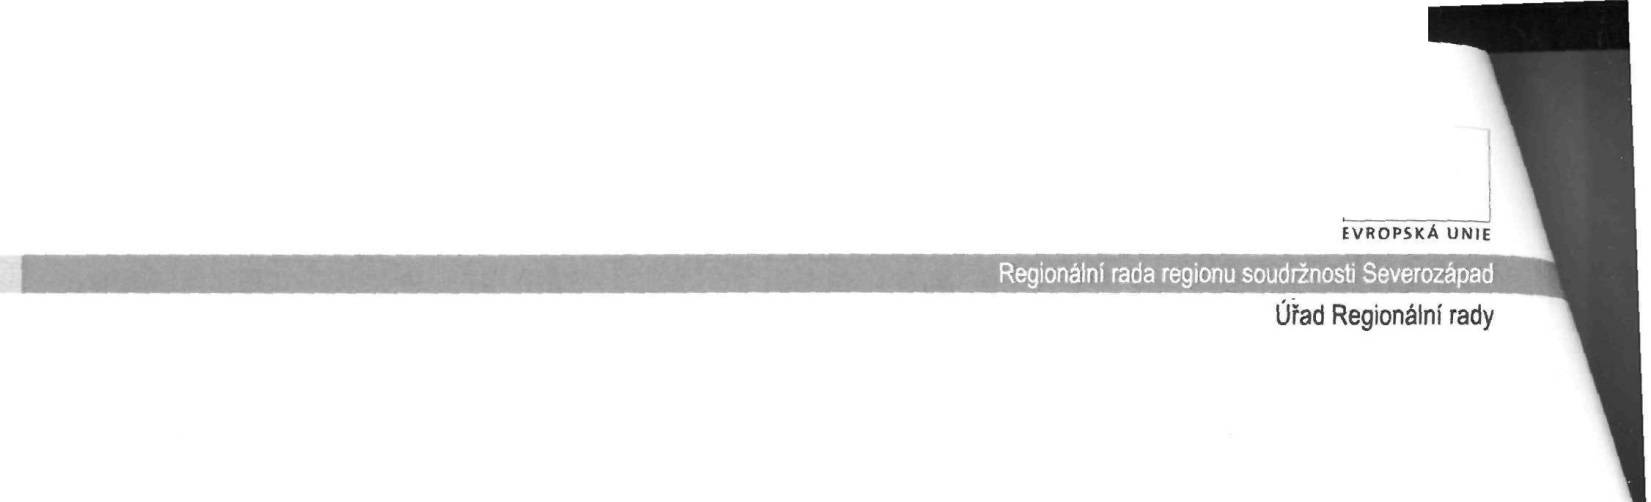 EVROPSKÁ UNIE
Regionální rada regionu soudržnosti Severozápad
Úřad Regionální rady